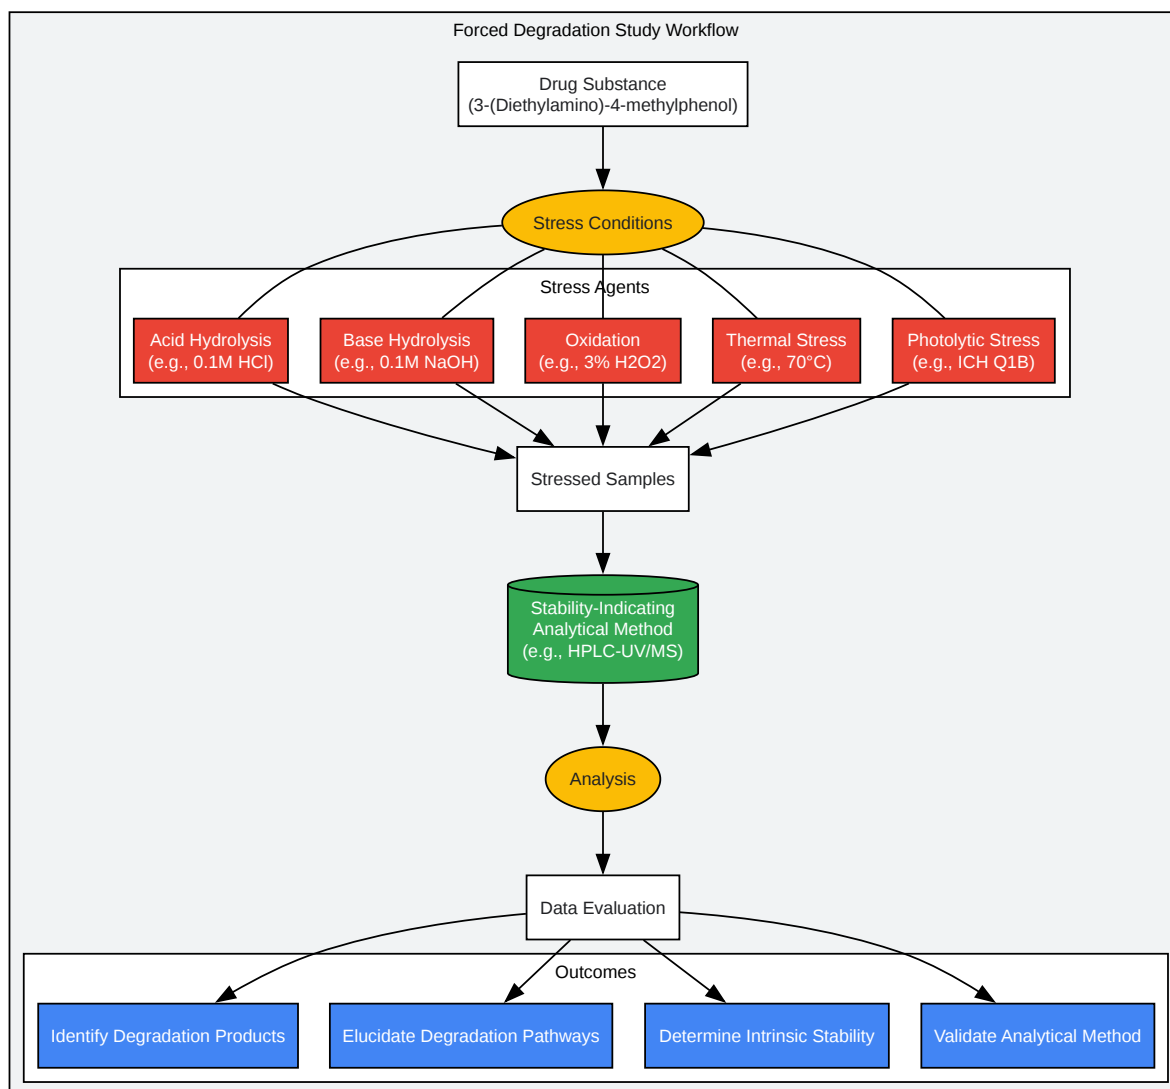 Forced Degradation Study Workflow
Drug Substance
(3-(Diethylamino)-4-methylphenol)
Stress Conditions
Stress Agents
Acid Hydrolysis
(e.g., 0.1M HCl)
Base Hydrolysis
(e.g., 0.1M NaOH)
Oxidation
(e.g., 3% H2O2)
Thermal Stress
(e.g., 70°C)
Photolytic Stress
(e.g., ICH Q1B)
Stressed Samples
Stability-Indicating
Analytical Method
(e.g., HPLC-UV/MS)
Analysis
Data Evaluation
Outcomes
Identify Degradation Products
Elucidate Degradation Pathways
Determine Intrinsic Stability
Validate Analytical Method